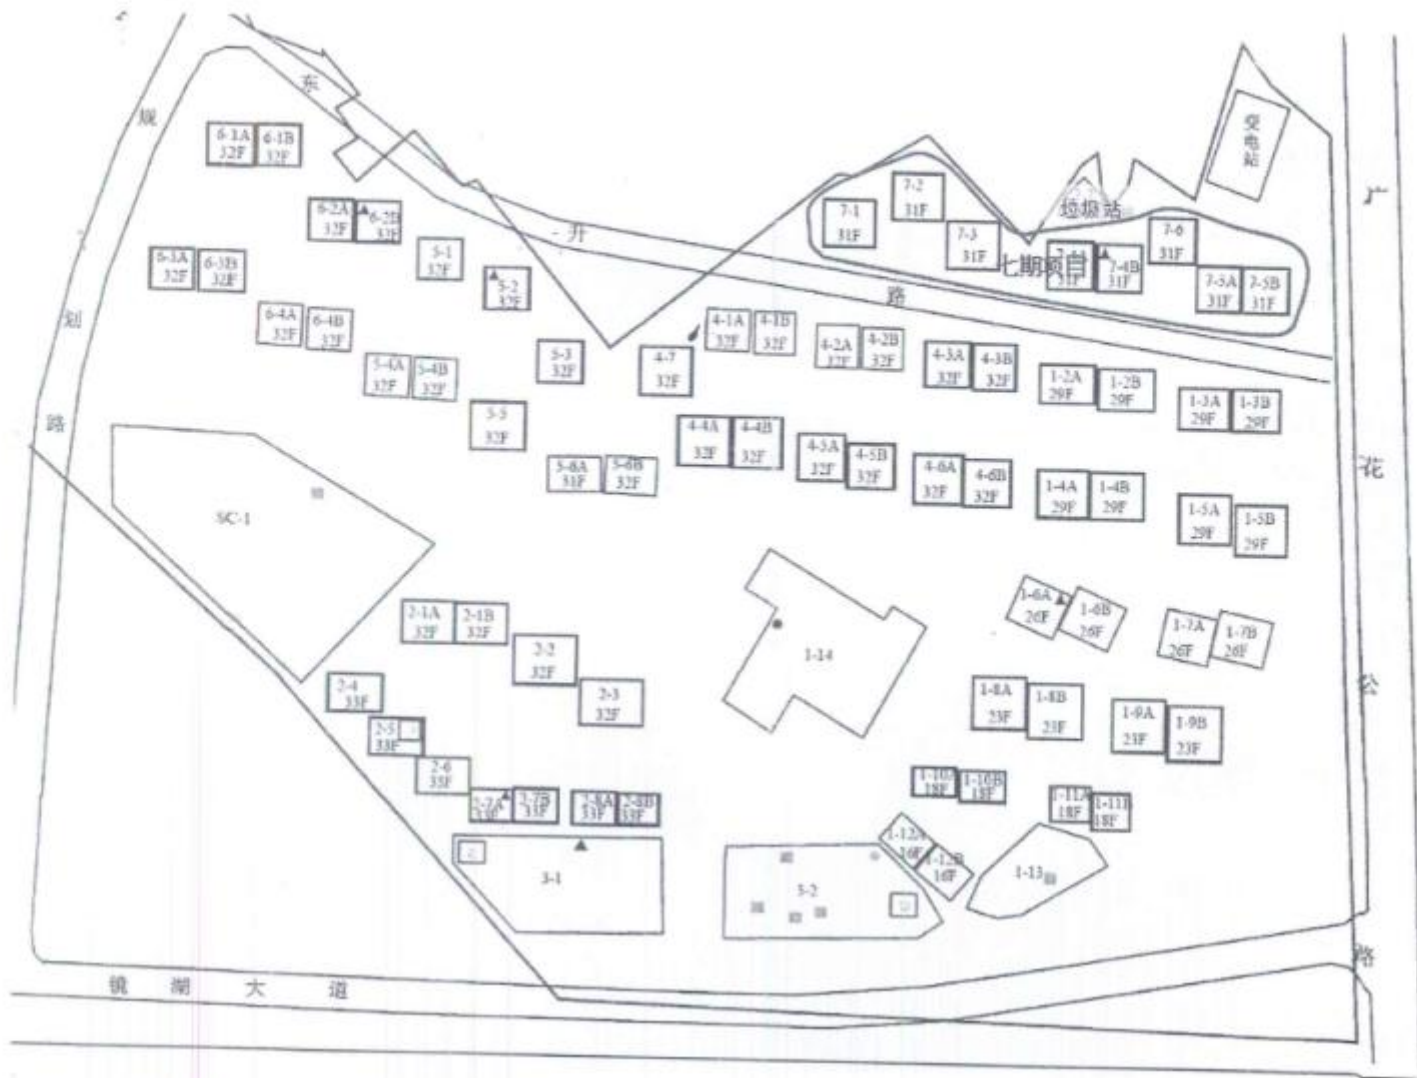 东
规
6-1A 6-1B
32F 32F
变电站
7-2
31F
7-1
31F
广
垃圾站
6-2A 6-2B
32F 32F
7-3
31F
7-6
31F
升
5-1
32F
七期项目
7-4B
31F
31F
6-3A 6-3B
32F 32F
5-2
32F
7-5A 7-5B
31F 31F
路
划
6-4A 6-4B
32F 32F
4-1A 4-1B
32F 32F
4-2A 4-2B
32F 32F
5-3
32F
4-7
32F
4-3A 4-3B
32F 32F
5-4A 5-4B
32F 32F
1-2A 1-2B
29F 29F
1-3A 1-3B
29F 29F
路
5-5
32F
4-4A 4-4B
32F 32F
4-5A 4-5B
32F 32F
花
5-6A 5-6B
31F 32F
4-6A 4-6B
32F 32F
1-4A 1-4B
29F 29F
1-5A 1-5B
29F 29F
SC-1
2-1A 2-1B
32F 32F
1-6A 1-6B
26F 26F
1-7A 1-7B
26F 26F
2-2
32F
1-14
公
2-4
33F
2-3
32F
1-8A 1-8B
23F 23F
1-9A 1-9B
23F 23F
2-5
33F
2-6
33F
1-10A 1-10B
18F 18F
2-7A 2-7B
33F 33F
2-8A 2-8B
33F 33F
1-11A 1-11B
18F 18F
1-12A 1-12B
16F 16F
3-1
1-13
路
镜湖大道